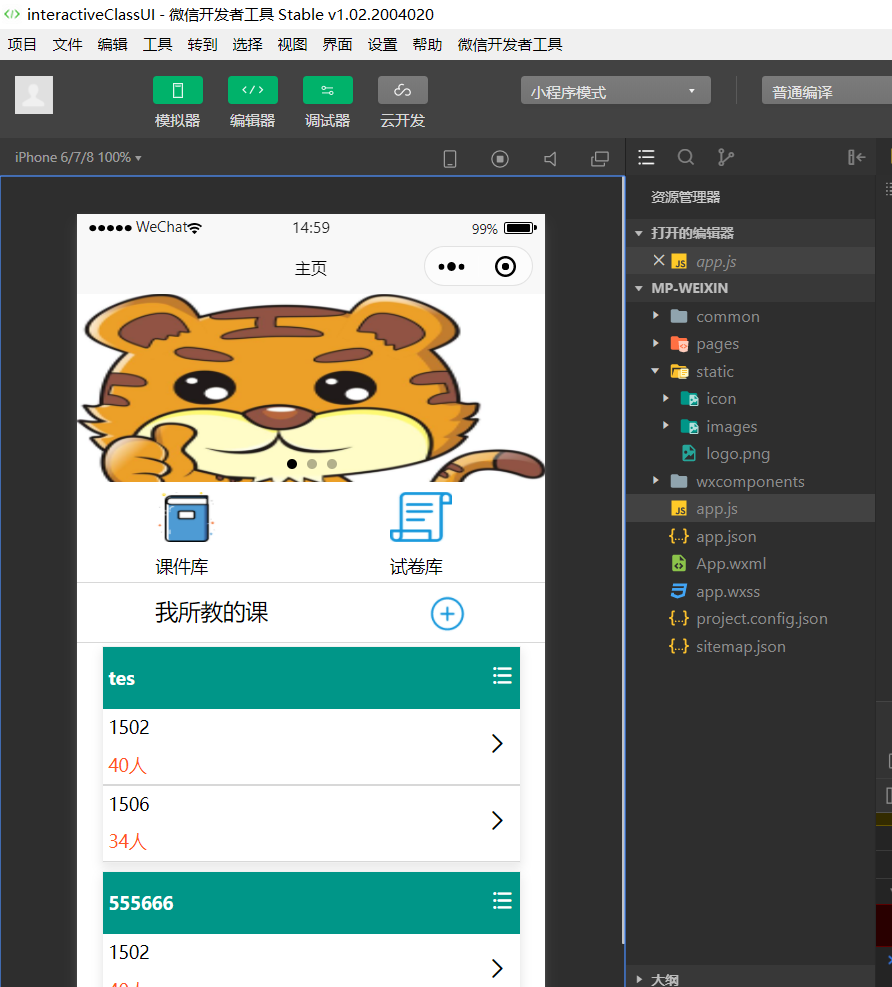 interactiveClassUI - 微信开发者工具 Stable v1.02.2004020
项目 文件 编辑 工具 转到 选择 视图 界面 设置 帮助 微信开发者工具
小程序模式 普通编译
模拟器 编辑器 调试器 云开发
iPhone 6/7/8 100%
资源管理器
打开的编辑器
app.js
MP-WEIXIN
common
pages
static
icon
images
logo.png
wxcomponents
app.js
app.json
App.wxml
app.wxss
project.config.json
sitemap.json
大纲
WeChat 14:59 99%
主页
课件库 试卷库
我所教的课
tes
1502
40人
1506
34人
555666
1502
40人